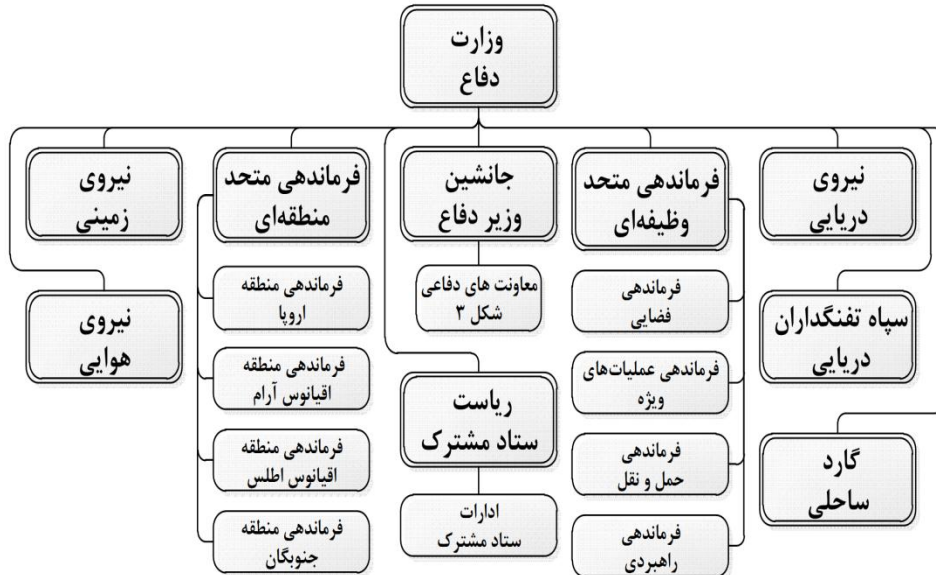 وزارت
دفاع
نیروی
دریایی
فرماندهی متحد
وظیفه‌ای
جانشین
وزیر دفاع
فرماندهی متحد
منطقه‌ای
نیروی
زمینی
سپاه تفنگداران
دریایی
فرماندهی
فضایی
معاونت های دفاعی
شکل ۳
فرماندهی منطقه
اروپا
نیروی
هوایی
فرماندهی عملیات‌های
ویژه
ریاست
ستاد مشترک
فرماندهی منطقه
اقیانوس آرام
گارد
ساحلی
فرماندهی
حمل و نقل
فرماندهی منطقه
اقیانوس اطلس
فرماندهی
راهبردی
ادارات
ستاد مشترک
فرماندهی منطقه
جنوبگان